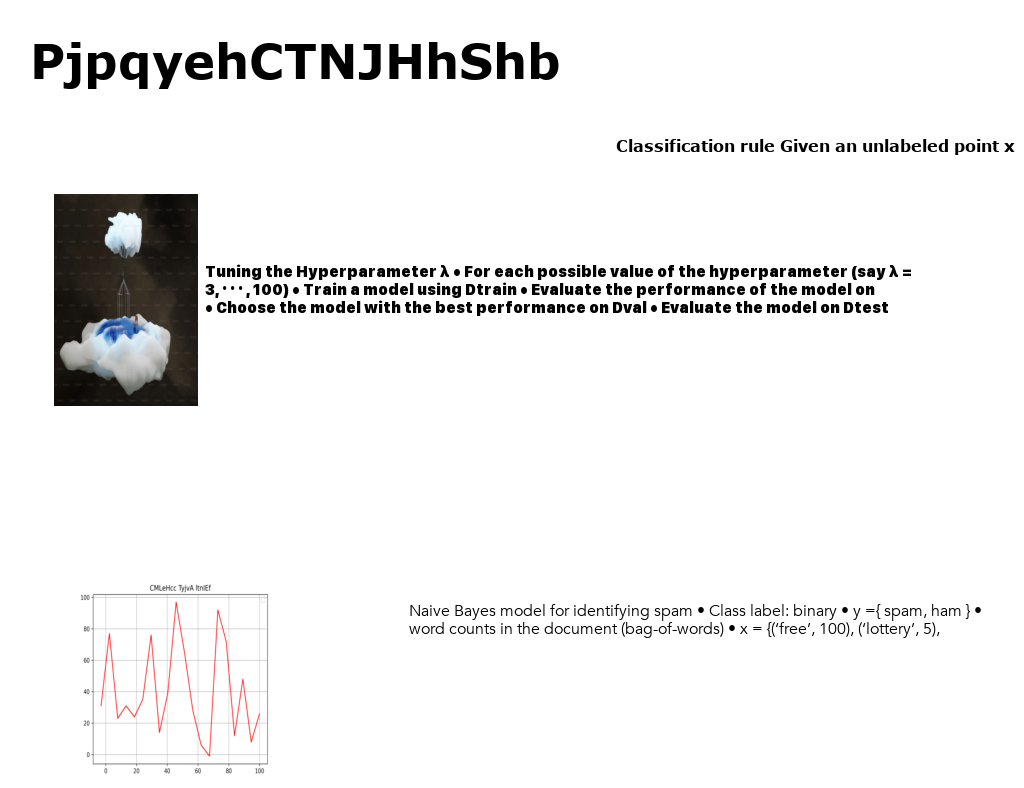 PjpqyehCTNJHhShb
Classification rule Given an unlabeled point x
Tuning the Hyperparameter λ • For each possible value of the hyperparameter (say λ =
3, · · · , 100) • Train a model using Dtrain • Evaluate the performance of the model on
• Choose the model with the best performance on Dval • Evaluate the model on Dtest
CMLeHcc TyjvA ltnlEf
100
80
60
40
20
0
0 20 40 60 80 100
Naive Bayes model for identifying spam • Class label: binary • y ={ spam, ham } •
word counts in the document (bag-of-words) • x = {(‘free’, 100), (‘lottery’, 5),